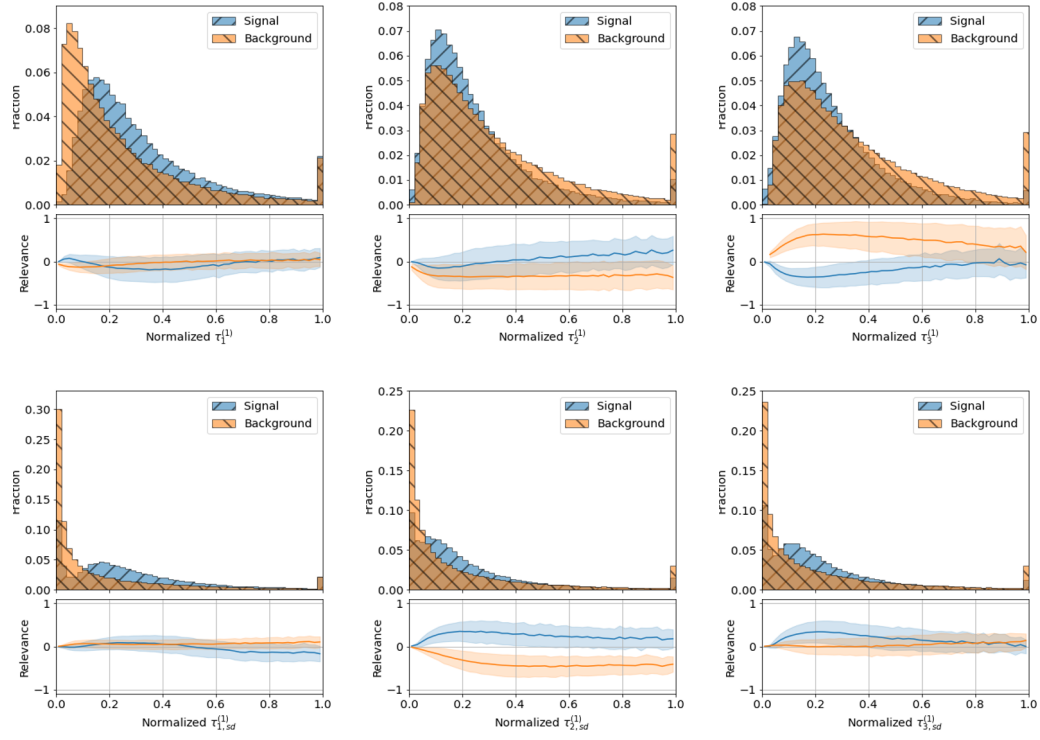 Signal
Background
Fraction
0.08
0.06
0.04
0.02
0.00
Relevance
1
0
−1
0.0 0.2 0.4 0.6 0.8 1.0
Normalized τ₁⁽¹⁾
Signal
Background
Fraction
0.08
0.07
0.06
0.05
0.04
0.03
0.02
0.01
0.00
Relevance
1
0
−1
0.0 0.2 0.4 0.6 0.8 1.0
Normalized τ₂⁽¹⁾
Signal
Background
Fraction
0.08
0.07
0.06
0.05
0.04
0.03
0.02
0.01
0.00
Relevance
1
0
−1
0.0 0.2 0.4 0.6 0.8 1.0
Normalized τ₃⁽¹⁾
Signal
Background
Fraction
0.30
0.25
0.20
0.15
0.10
0.05
0.00
Relevance
1
0
−1
0.0 0.2 0.4 0.6 0.8 1.0
Normalized τ₁,sd⁽¹⁾
Signal
Background
Fraction
0.25
0.20
0.15
0.10
0.05
0.00
Relevance
1
0
−1
0.0 0.2 0.4 0.6 0.8 1.0
Normalized τ₂,sd⁽¹⁾
Signal
Background
Fraction
0.25
0.20
0.15
0.10
0.05
0.00
Relevance
1
0
−1
0.0 0.2 0.4 0.6 0.8 1.0
Normalized τ₃,sd⁽¹⁾